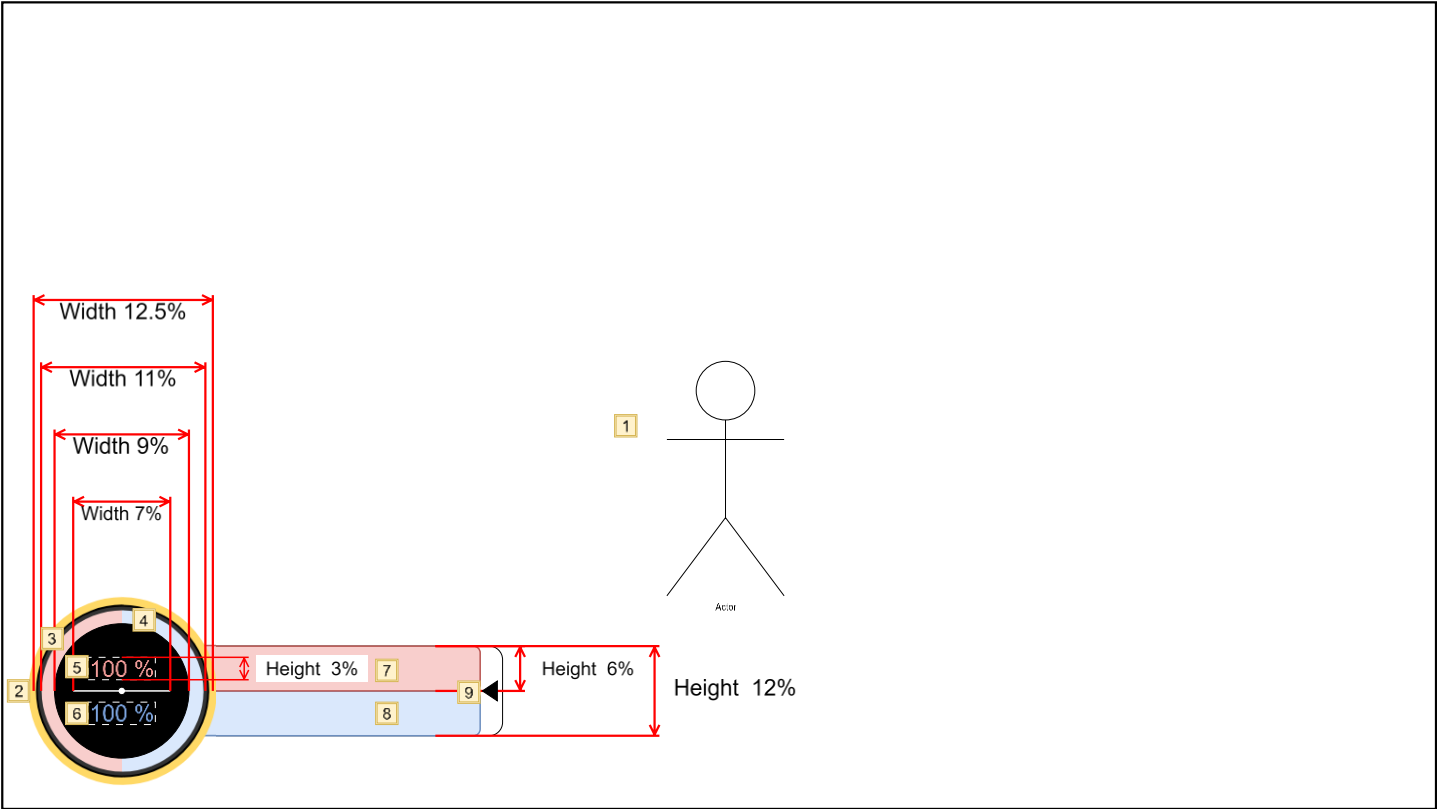 Width 12.5%
Width 11%
1
Width 9%
Width 7%
Actor
4
3
5
100 %
Height  3%
7
Height  6%
Height  12%
2
9
6
100 %
8